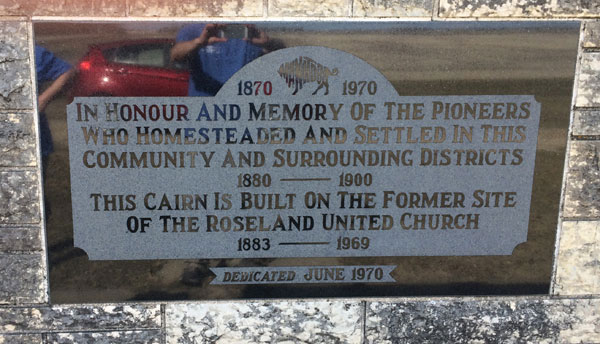 1870 1970
IN HONOUR AND MEMORY OF THE PIONEERS
WHO HOMESTEADED AND SETTLED IN THIS
COMMUNITY AND SURROUNDING DISTRICTS
1880 — 1900
THIS CAIRN IS BUILT ON THE FORMER SITE
OF THE ROSELAND UNITED CHURCH
1883 — 1969
DEDICATED JUNE 1970